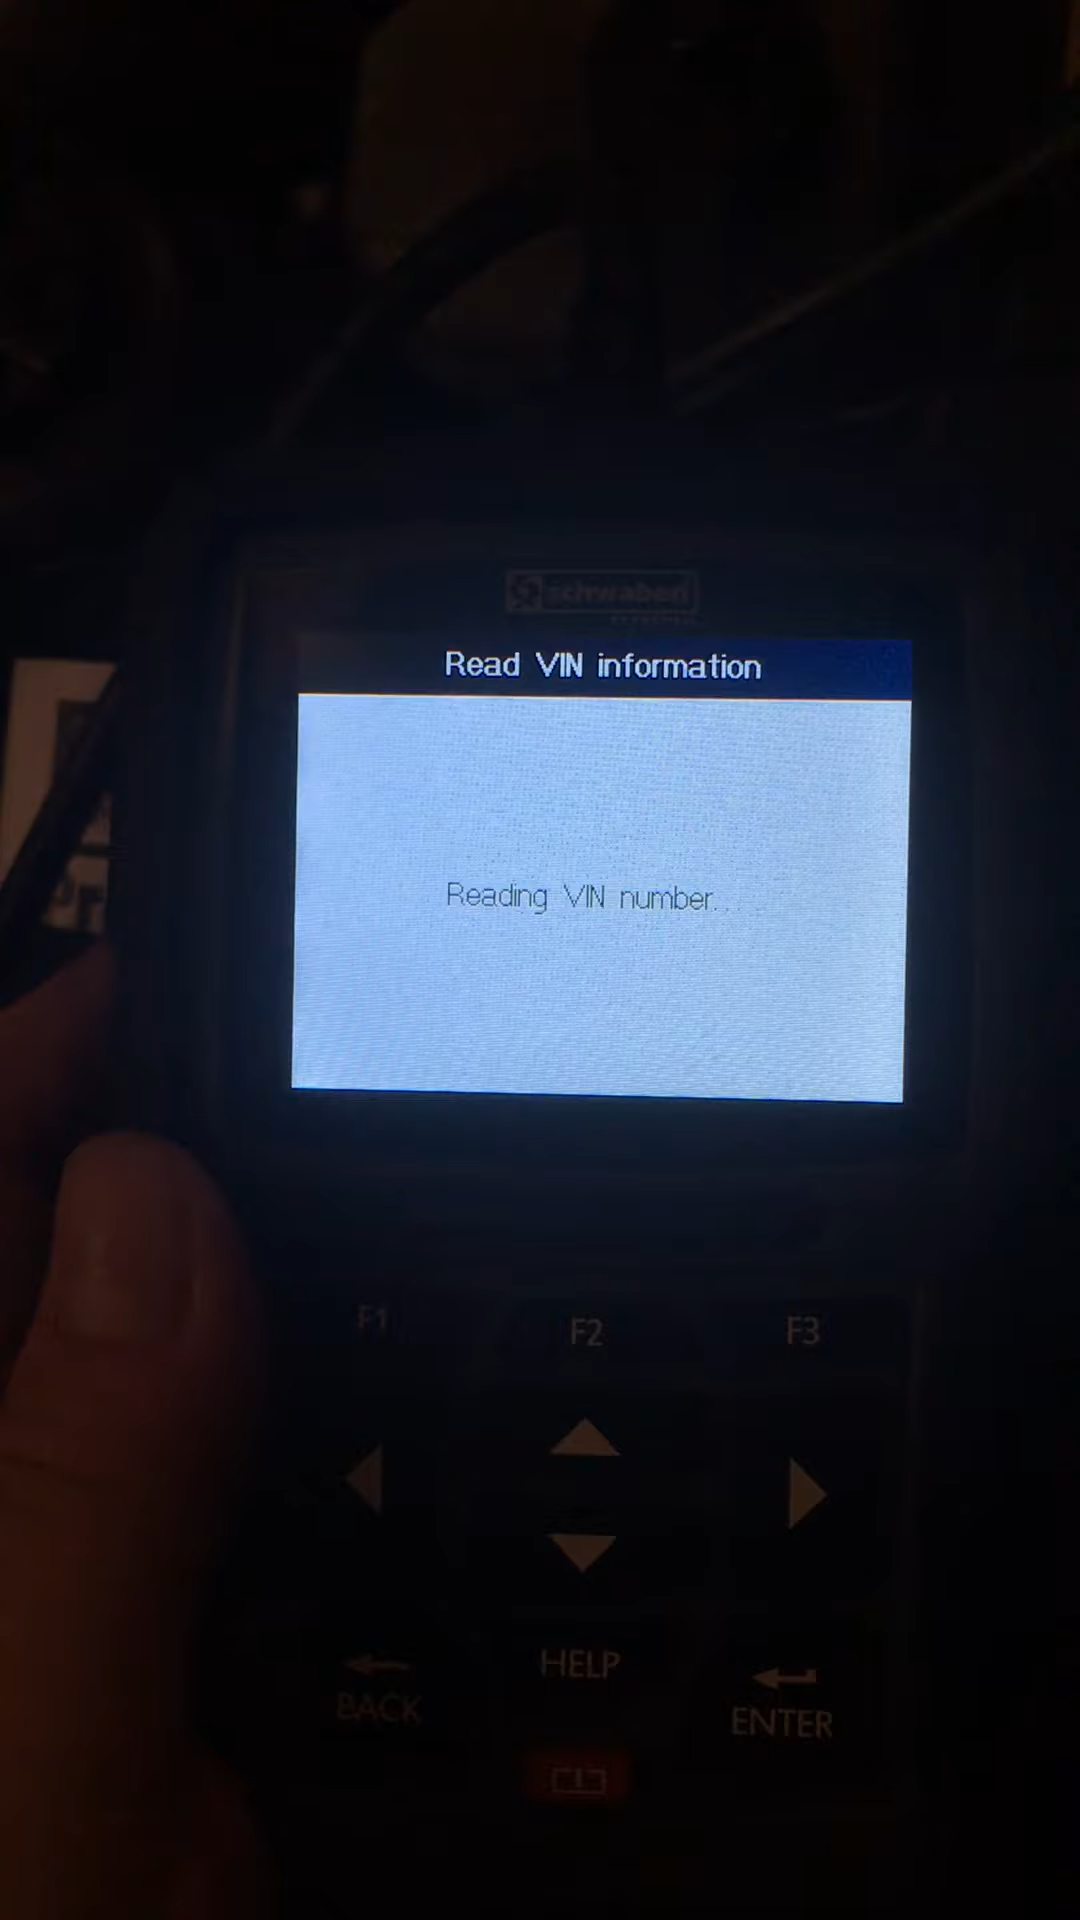 schwaben
Read VIN information
Reading VIN number...
F1 F2 F3
HELP
BACK
ENTER